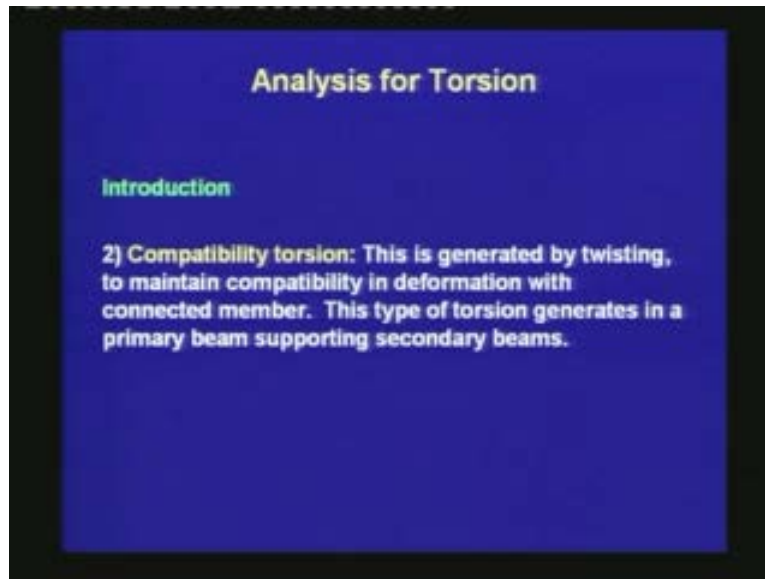 Analysis for Torsion
Introduction
2) Compatibility torsion: This is generated by twisting,
to maintain compatibility in deformation with
connected member. This type of torsion generates in a
primary beam supporting secondary beams.